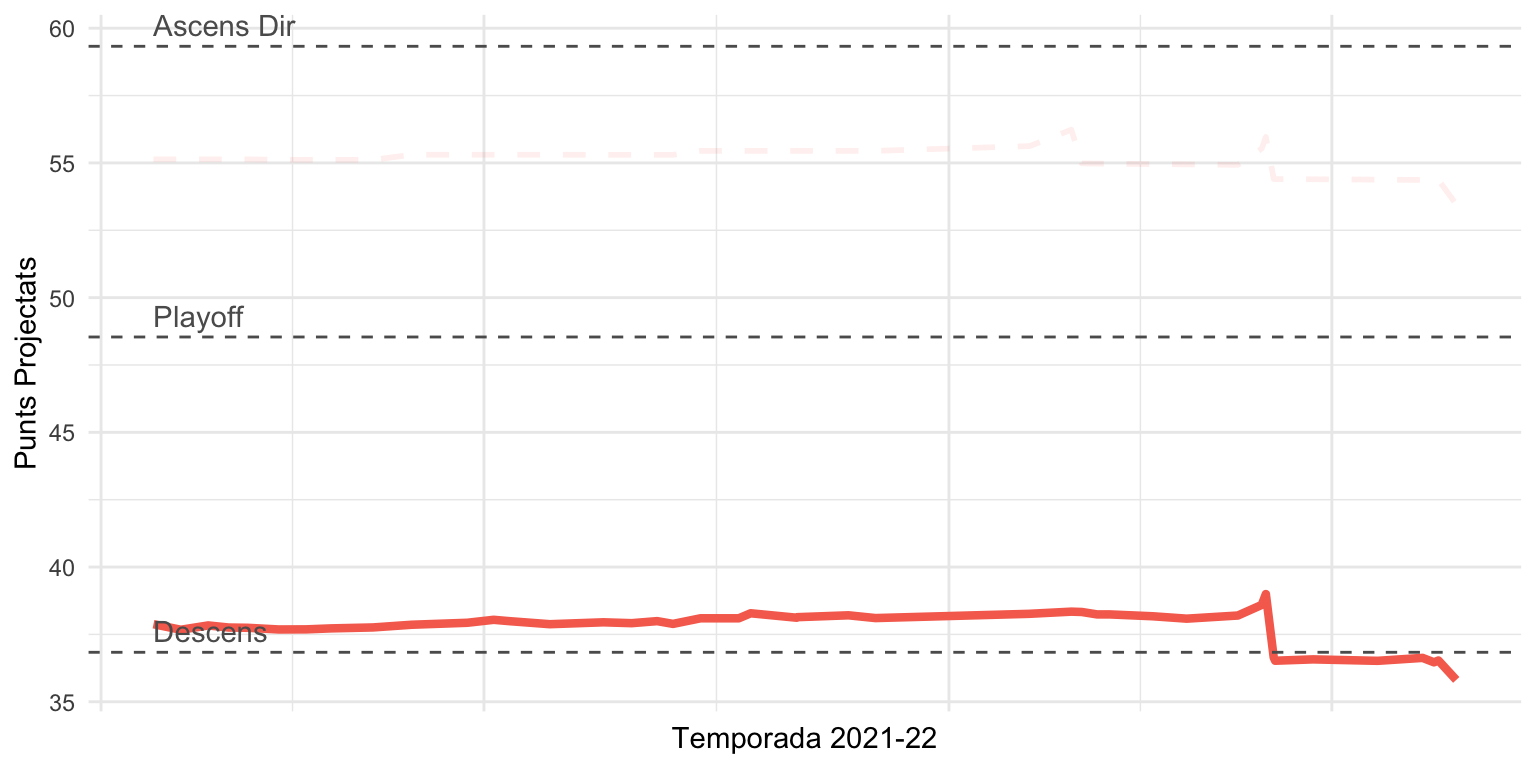 60
Ascens Dir
55
50
Playoff
45
40
Descens
35
Punts Projectats
Temporada 2021-22